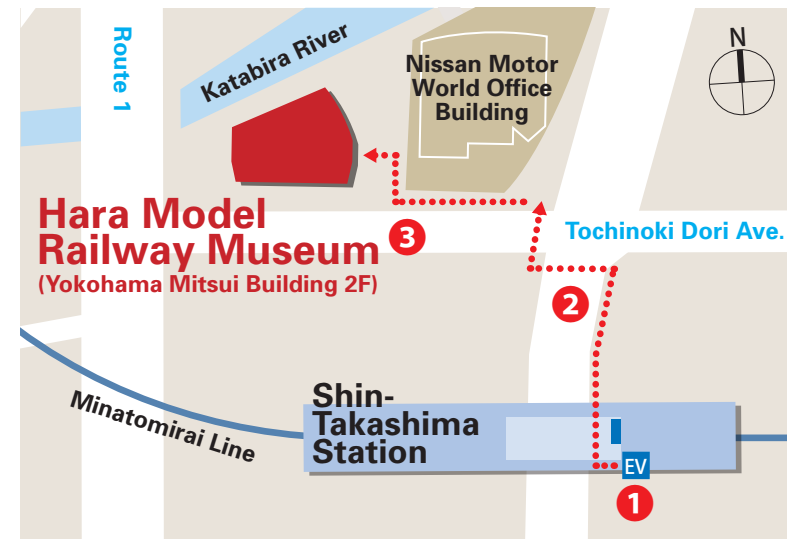 Route 1
Katabira River
Nissan Motor
World Office
Building
N
Hara Model
Railway Museum
(Yokohama Mitsui Building 2F)
3
Tochinoki Dori Ave.
2
Minatomirai Line
Shin-
Takashima
Station
EV
1